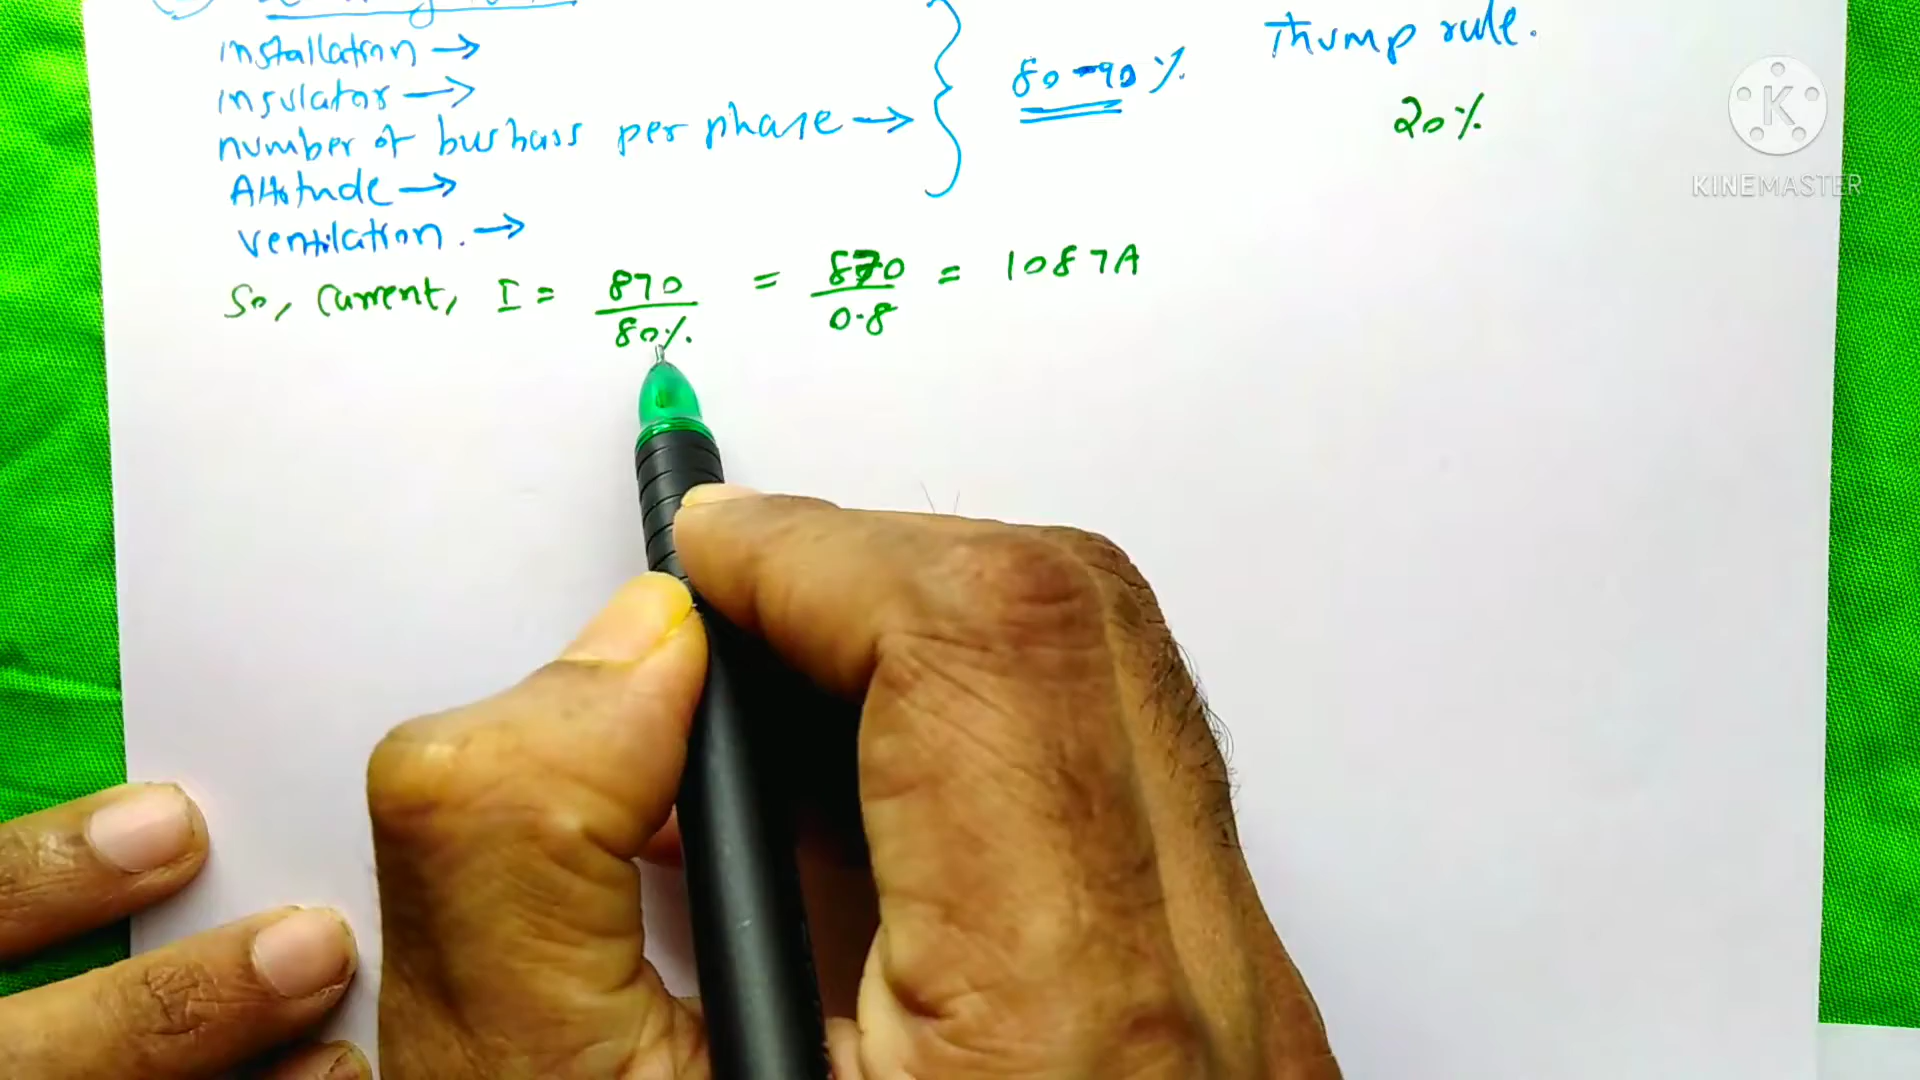 installation →
insulator →
number of busbars per phase →
Altitude →
ventilation. →
80-90%
Thump rule.
20%
So, current, I = 870/80% = 870/0.8 = 1087A
K
KINEMASTER